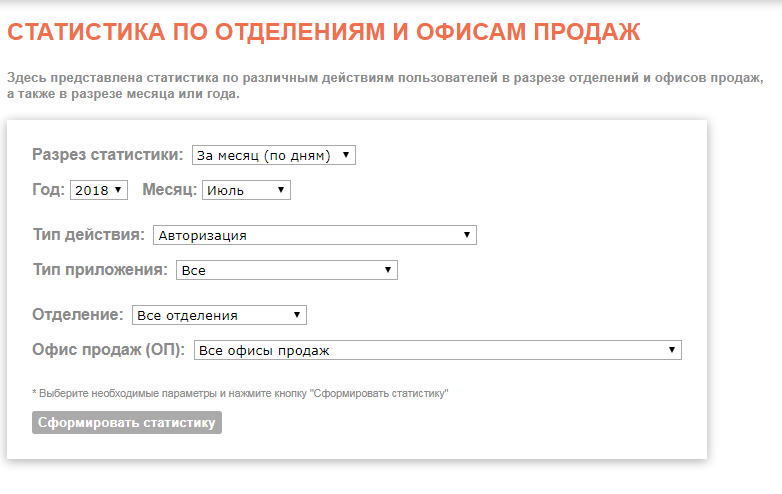 СТАТИСТИКА ПО ОТДЕЛЕНИЯМ И ОФИСАМ ПРОДАЖ
Здесь представлена статистика по различным действиям пользователей в разрезе отделений и офисов продаж,
а также в разрезе месяца или года.
Разрез статистики: За месяц (по дням)
Год: 2018 Месяц: Июль
Тип действия: Авторизация
Тип приложения: Все
Отделение: Все отделения
Офис продаж (ОП): Все офисы продаж
* Выберите необходимые параметры и нажмите кнопку "Сформировать статистику"
Сформировать статистику